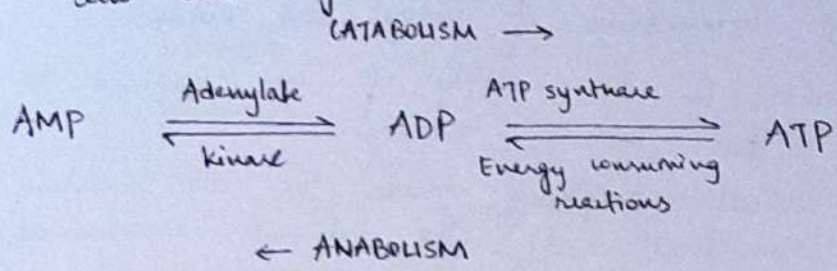 CATABOLISM →
Adenylate ATP synthase
AMP ⇌ ADP ⇌ ATP
kinase Energy consuming
reactions
← ANABOLISM